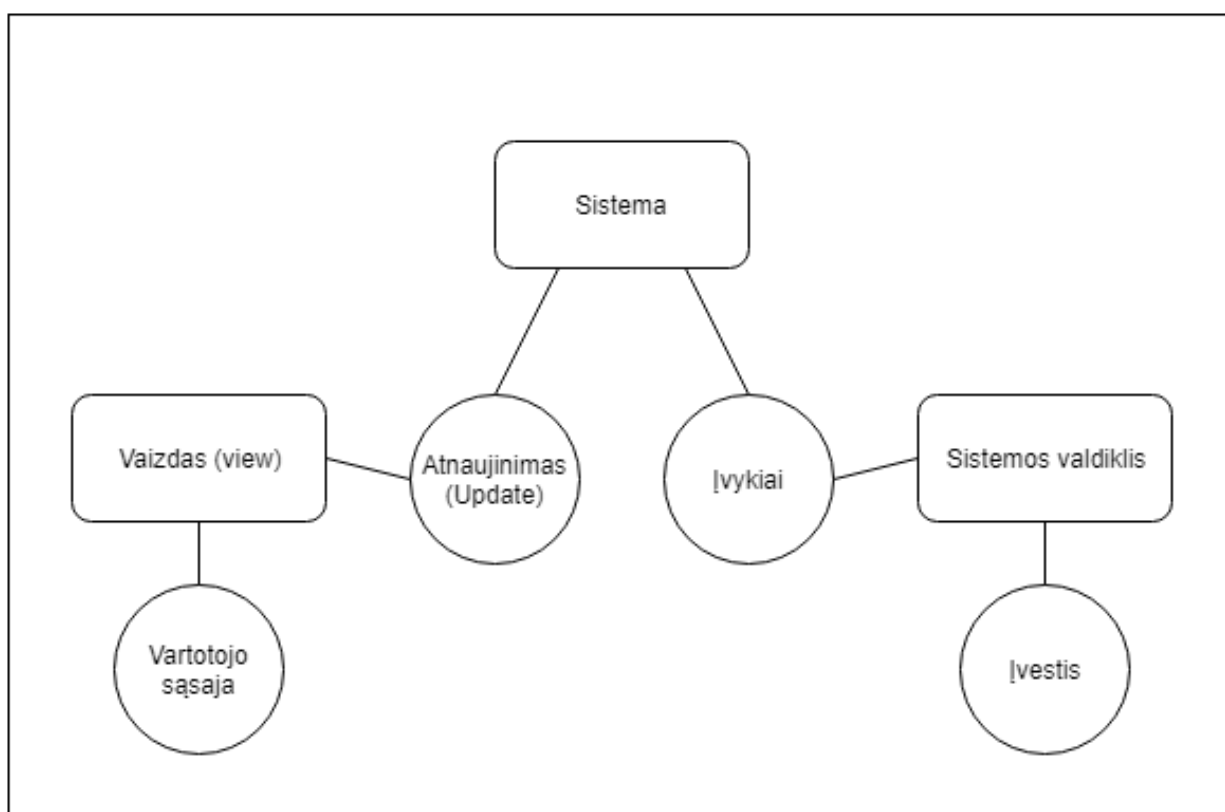 Sistema
Vaizdas (view)
Atnaujinimas
(Update)
Įvykiai
Sistemos valdiklis
Vartotojo
sąsaja
Įvestis